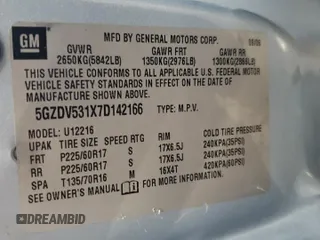 GM
MFD BY GENERAL MOTORS CORP.
GVWR GAWR FRT GAWR RR
2650KG(5842LB) 1350KG(2976LB) 1300KG(2866LB)
THIS VEHICLE CONFORMS TO ALL APPLICABLE U.S. FEDERAL MOTOR
VEHICLE SAFETY STANDARDS IN EFFECT ON THE DATE OF
MANUFACTURE SHOWN ABOVE.
5GZDV531X7D142166 TYPE: M.P.V.
MODEL: U12216
UPAK TIRE SIZE SPEED RTG RIM COLD TIRE PRESSURE
FRT P225/60R17 S 17X6.5J 240KPA(35PSI)
RR P225/60R17 S 17X6.5J 240KPA(35PSI)
SPA T135/70R16 M 16X4T 420KPA(60PSI)
SEE OWNER'S MANUAL FOR ADDITIONAL INFORMATION.
© DREAMBID
DREAMBID.COM